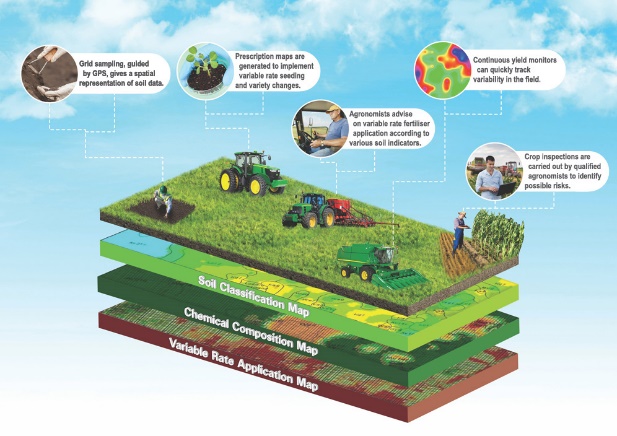 Grid sampling, guided
by GPS, gives a spatial
representation of soil data.
Prescription maps are
generated to implement
variable rate seeding
and variety changes.
Agronomists advise
on variable rate fertiliser
application according to
various soil indicators.
Continuous yield monitors
can quickly track
variability in the field.
Crop inspections are
carried out by qualified
agronomists to identify
possible risks.
Soil Classification Map
Chemical Composition Map
Variable Rate Application Map